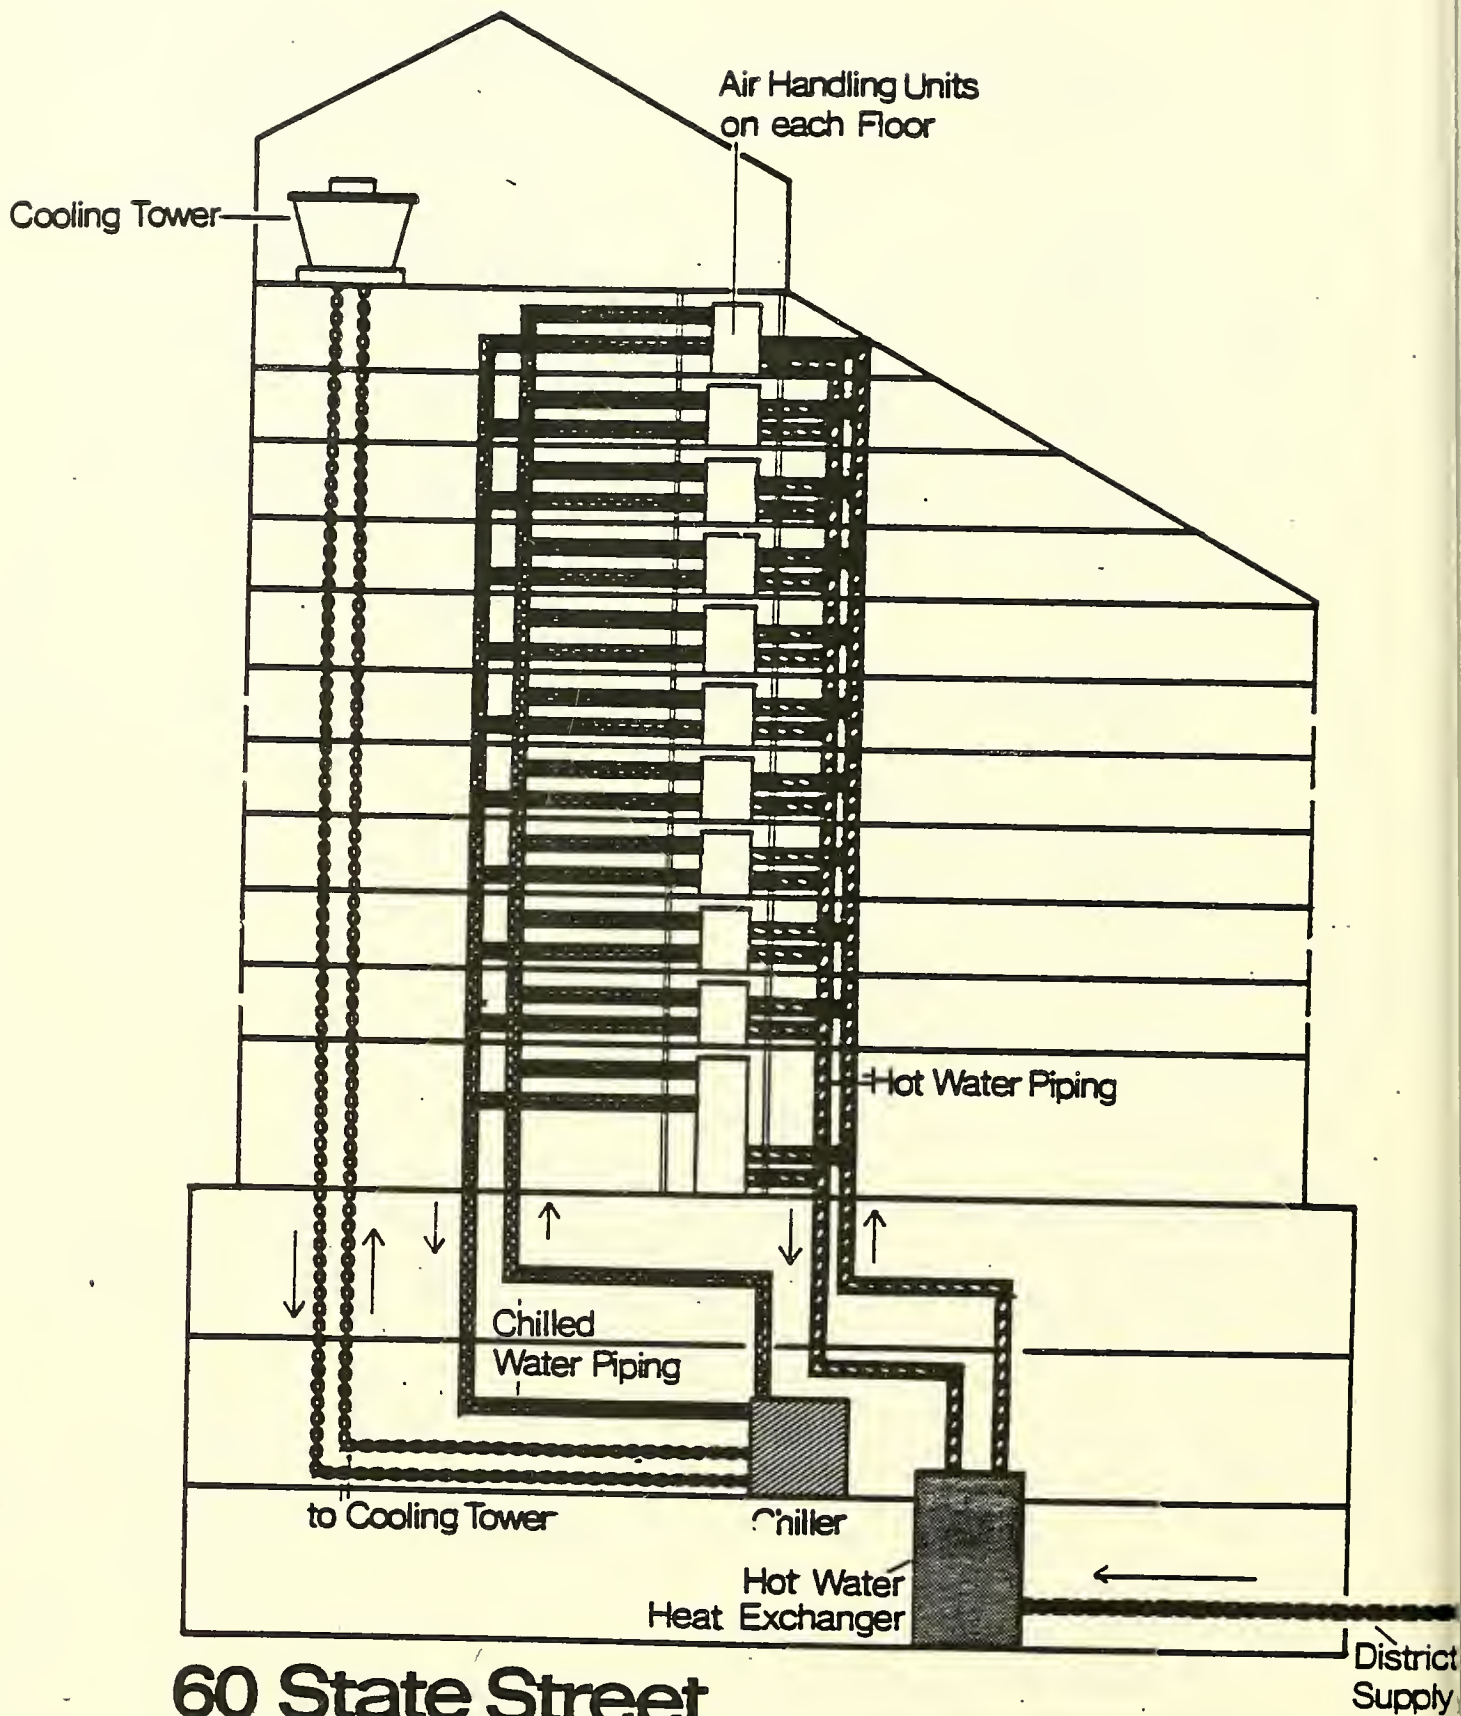 Air Handling Units
on each Floor
Cooling Tower
Hot Water Piping
Chilled
Water Piping
to Cooling Tower
Chiller
Hot Water
Heat Exchanger
District
Supply
60 State Street